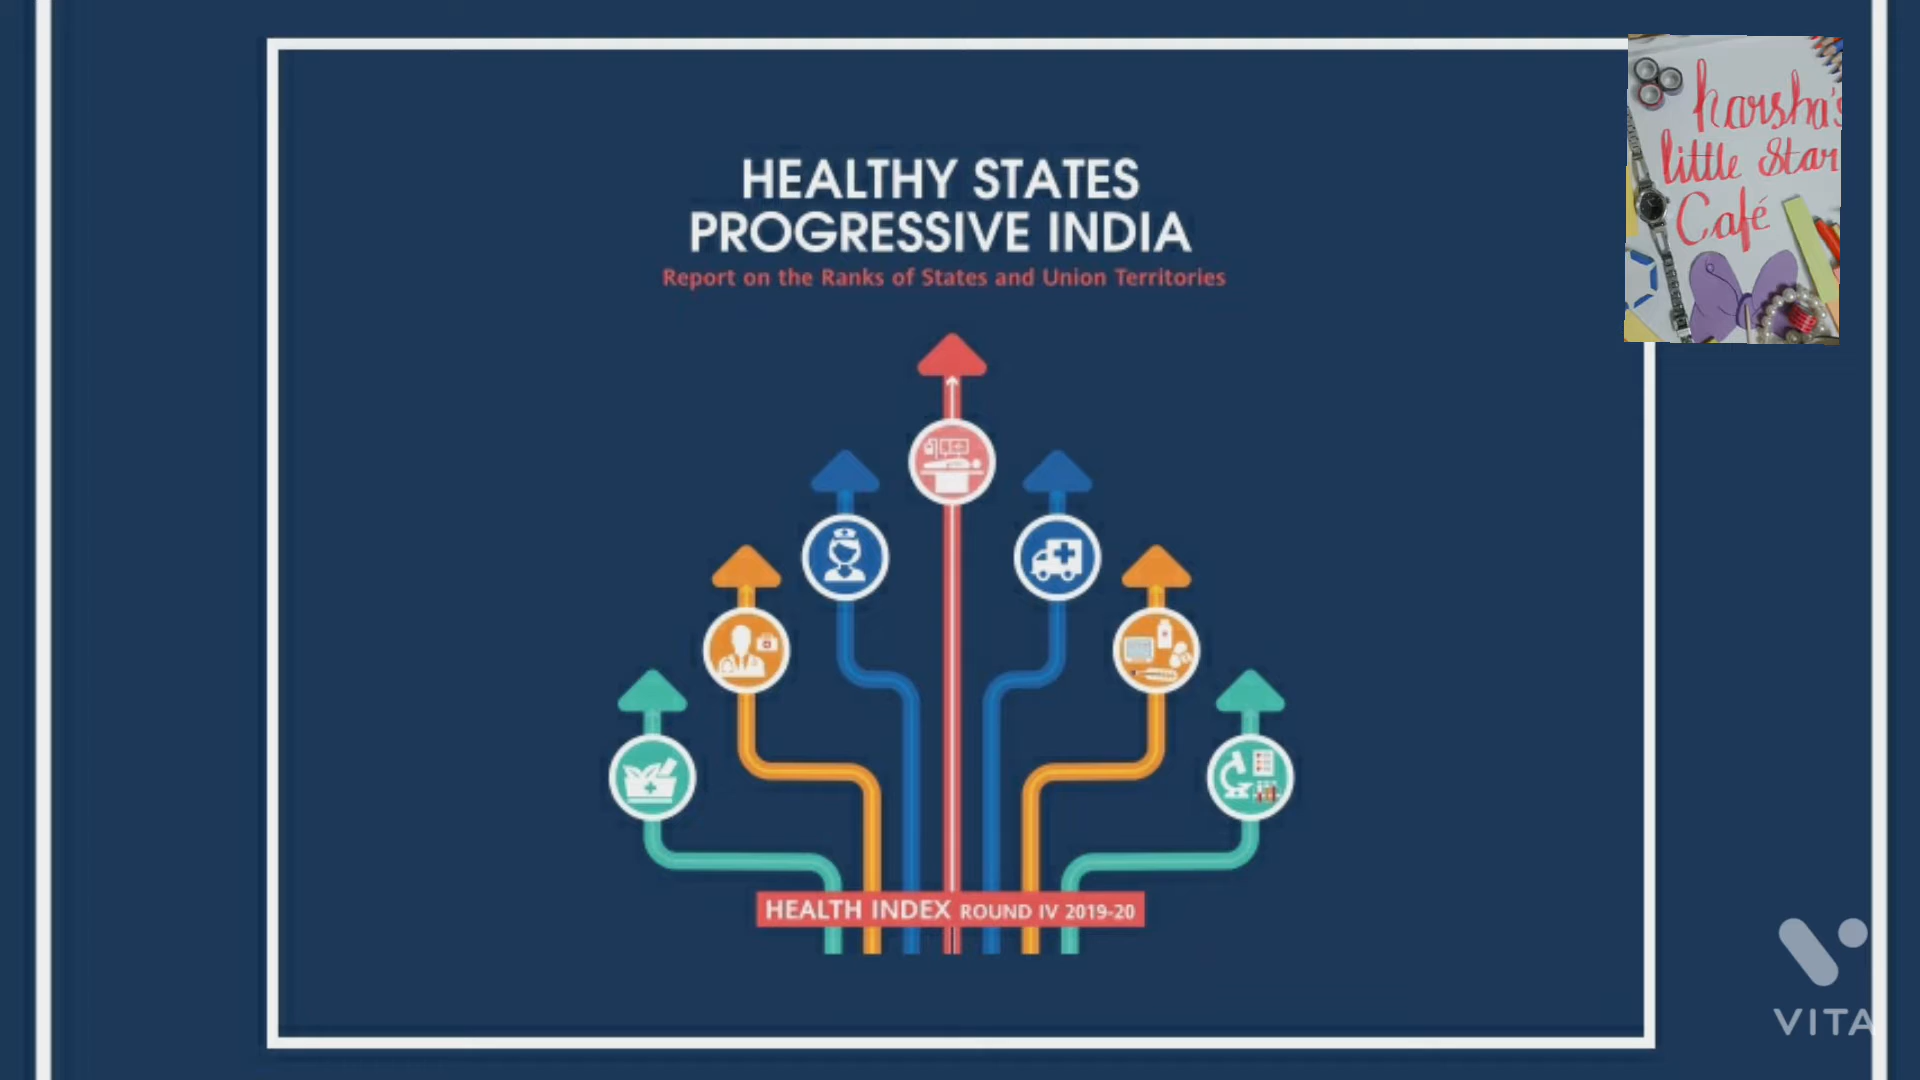 HEALTHY STATES
PROGRESSIVE INDIA
Report on the Ranks of States and Union Territories
HEALTH INDEX ROUND IV 2019-20
harsha's
little Star
Café
VITA